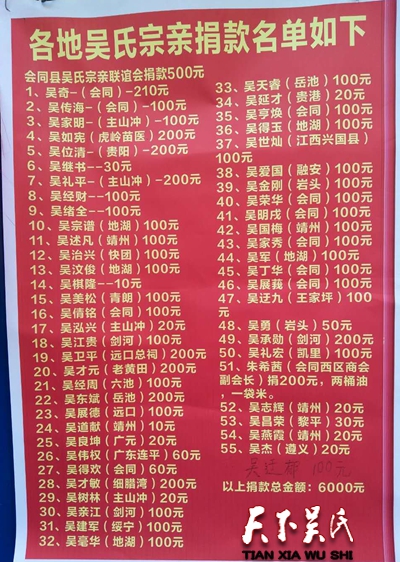 各地吴氏宗亲捐款名单如下
会同县吴氏宗亲联谊会捐款500元
1、吴奇-(会同)-210元
2、吴传海-(会同)-100元
3、吴家明-(主山冲)-100元
4、吴如宪(虎岭苗医)200元
5、吴位清-(贵阳)-200元
6、吴继书--30元
7、吴礼平-(主山冲)-200元
8、吴经财--100元
9、吴绪全--100元
10、吴宗谱(地湖)100元
11、吴述凡(靖州)100元
12、吴治兴(快团)100元
13、吴汶俊(地湖)100元
14、吴棋隆--10元
15、吴美松(青朗)100元
16、吴倩铭(会同)100元
17、吴泓兴(主山冲)20元
18、吴江贵(剑河)100元
19、吴卫平(远口总祠)200元
20、吴才元(老黄田)200元
21、吴经周(六池)100元
22、吴东斌(岳池)200元
23、吴展德(远口)100元
24、吴道献(靖州)10元
25、吴良坤(广元)20元
26、吴伟权(广东连平)60元
27、吴得欢(会同)60元
28、吴才敏(细腊湾)200元
29、吴树林(主山冲)20元
30、吴亲江(剑河)100元
31、吴建军(绥宁)100元
32、吴毫华(地湖)100元
33、吴天睿(岳池)100元
34、吴延才(贵港)20元
35、吴亨焕(会同)100元
36、吴得玉(地湖)100元
37、吴世灿(江西兴国县)
100元
38、吴爱国(融安)100元
39、吴金刚(岩头)100元
40、吴荣华(会同)100元
41、吴明戌(会同)100元
42、吴国梅(靖州)100元
43、吴家秀(会同)100元
44、吴军(地湖)100元
45、吴丁华(会同)100元
46、吴展莪(会同)100元
47、吴迂九(王家坪)100
元
48、吴勇(岩头)50元
49、吴承勋(剑河)200元
50、吴礼宏(凯里)100元
51、朱希茜(会同西区商会
副会长)捐200元，两桶油
，一袋米。
52、吴志辉(靖州)20元
53、吴昌荣(黎平)30元
54、吴燕霞(靖州)20元
55、吴杰(遵义)20元
100元
以上捐款总金额：6000元
天下吴氏
TIAN XIA WU SHI